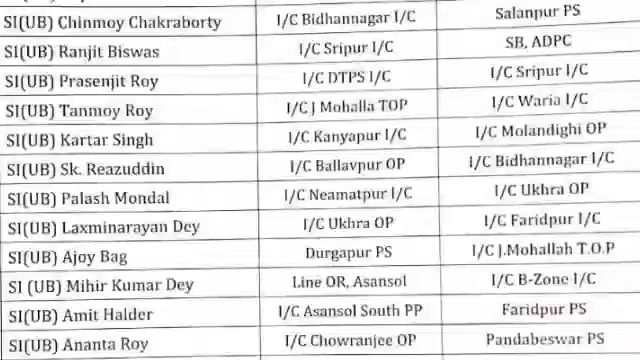 SI(UB) Chinmoy Chakraborty I/C Bidhannagar I/C Salanpur PS
SI(UB) Ranjit Biswas I/C Sripur I/C SB, ADPC
SI(UB) Prasenjit Roy I/C DTPS I/C I/C Sripur I/C
SI(UB) Tanmoy Roy I/C J Mohalla TOP I/C Waria I/C
SI(UB) Kartar Singh I/C Kanyapur I/C I/C Molandighi OP
SI(UB) Sk. Reazuddin I/C Ballavpur OP I/C Bidhannagar I/C
SI(UB) Palash Mondal I/C Neamatpur I/C I/C Ukhra OP
SI(UB) Laxminarayan Dey I/C Ukhra OP I/C Faridpur I/C
SI(UB) Ajoy Bag Durgapur PS I/C J.Mohallah T.O.P
SI (UB) Mihir Kumar Dey Line OR, Asansol I/C B-Zone I/C
SI(UB) Amit Halder I/C Asansol South PP Faridpur PS
SI(UB) Ananta Roy I/C Chowranjee OP Pandabeswar PS